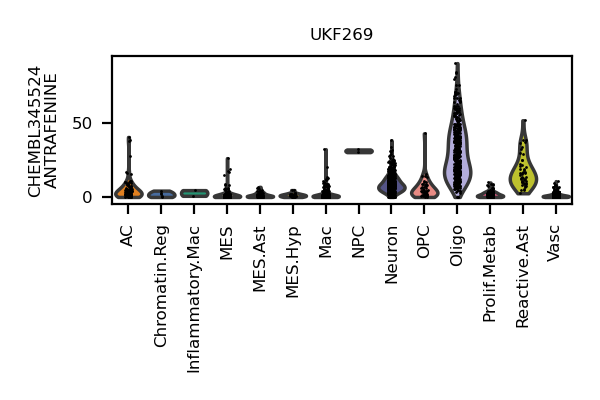 UKF269
CHEMBL345524
ANTRAFENINE
50
0
AC
Chromatin.Reg
Inflammatory.Mac
MES
MES.Ast
MES.Hyp
Mac
NPC
Neuron
OPC
Oligo
Prolif.Metab
Reactive.Ast
Vasc